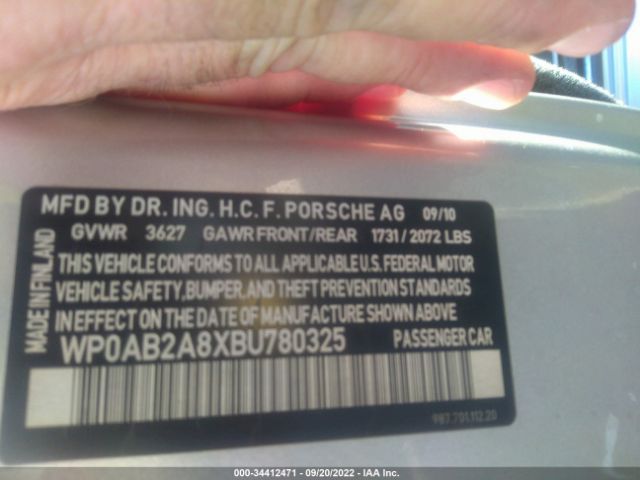 MFD BY DR. ING. H.C. F. PORSCHE AG 09/10
GVWR 3627 GAWR FRONT/REAR 1731/2072 LBS
THIS VEHICLE CONFORMS TO ALL APPLICABLE U.S. FEDERAL MOTOR
VEHICLE SAFETY, BUMPER, AND THEFT PREVENTION STANDARDS
IN EFFECT ON THE DATE OF MANUFACTURE SHOWN ABOVE
WP0AB2A8XBU780325 PASSENGER CAR
MADE IN FINLAND
987.701.112.20
000-34412471 - 09/20/2022 - IAA Inc.